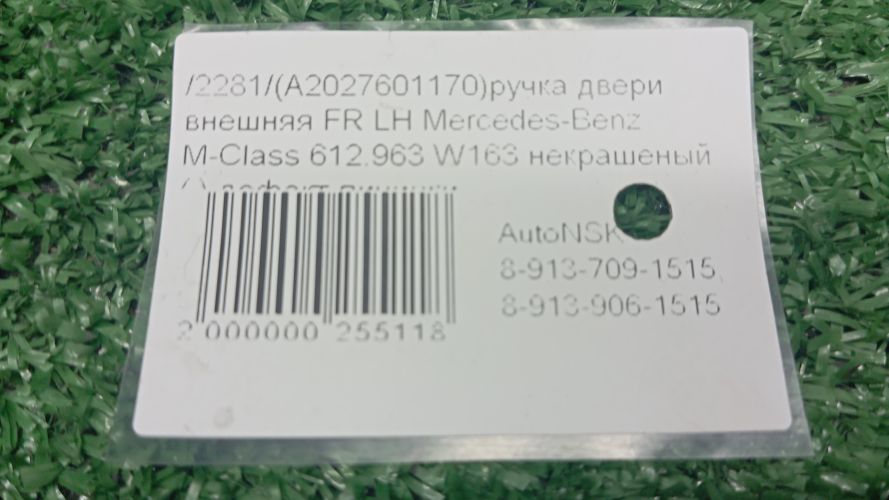 /2281/(A2027601170)ручка двери
внешняя FR LH Mercedes-Benz
M-Class 612.963 W163 некрашеный
AutoNSK
8-913-709-1515,
8-913-906-1515
2 000000 255118